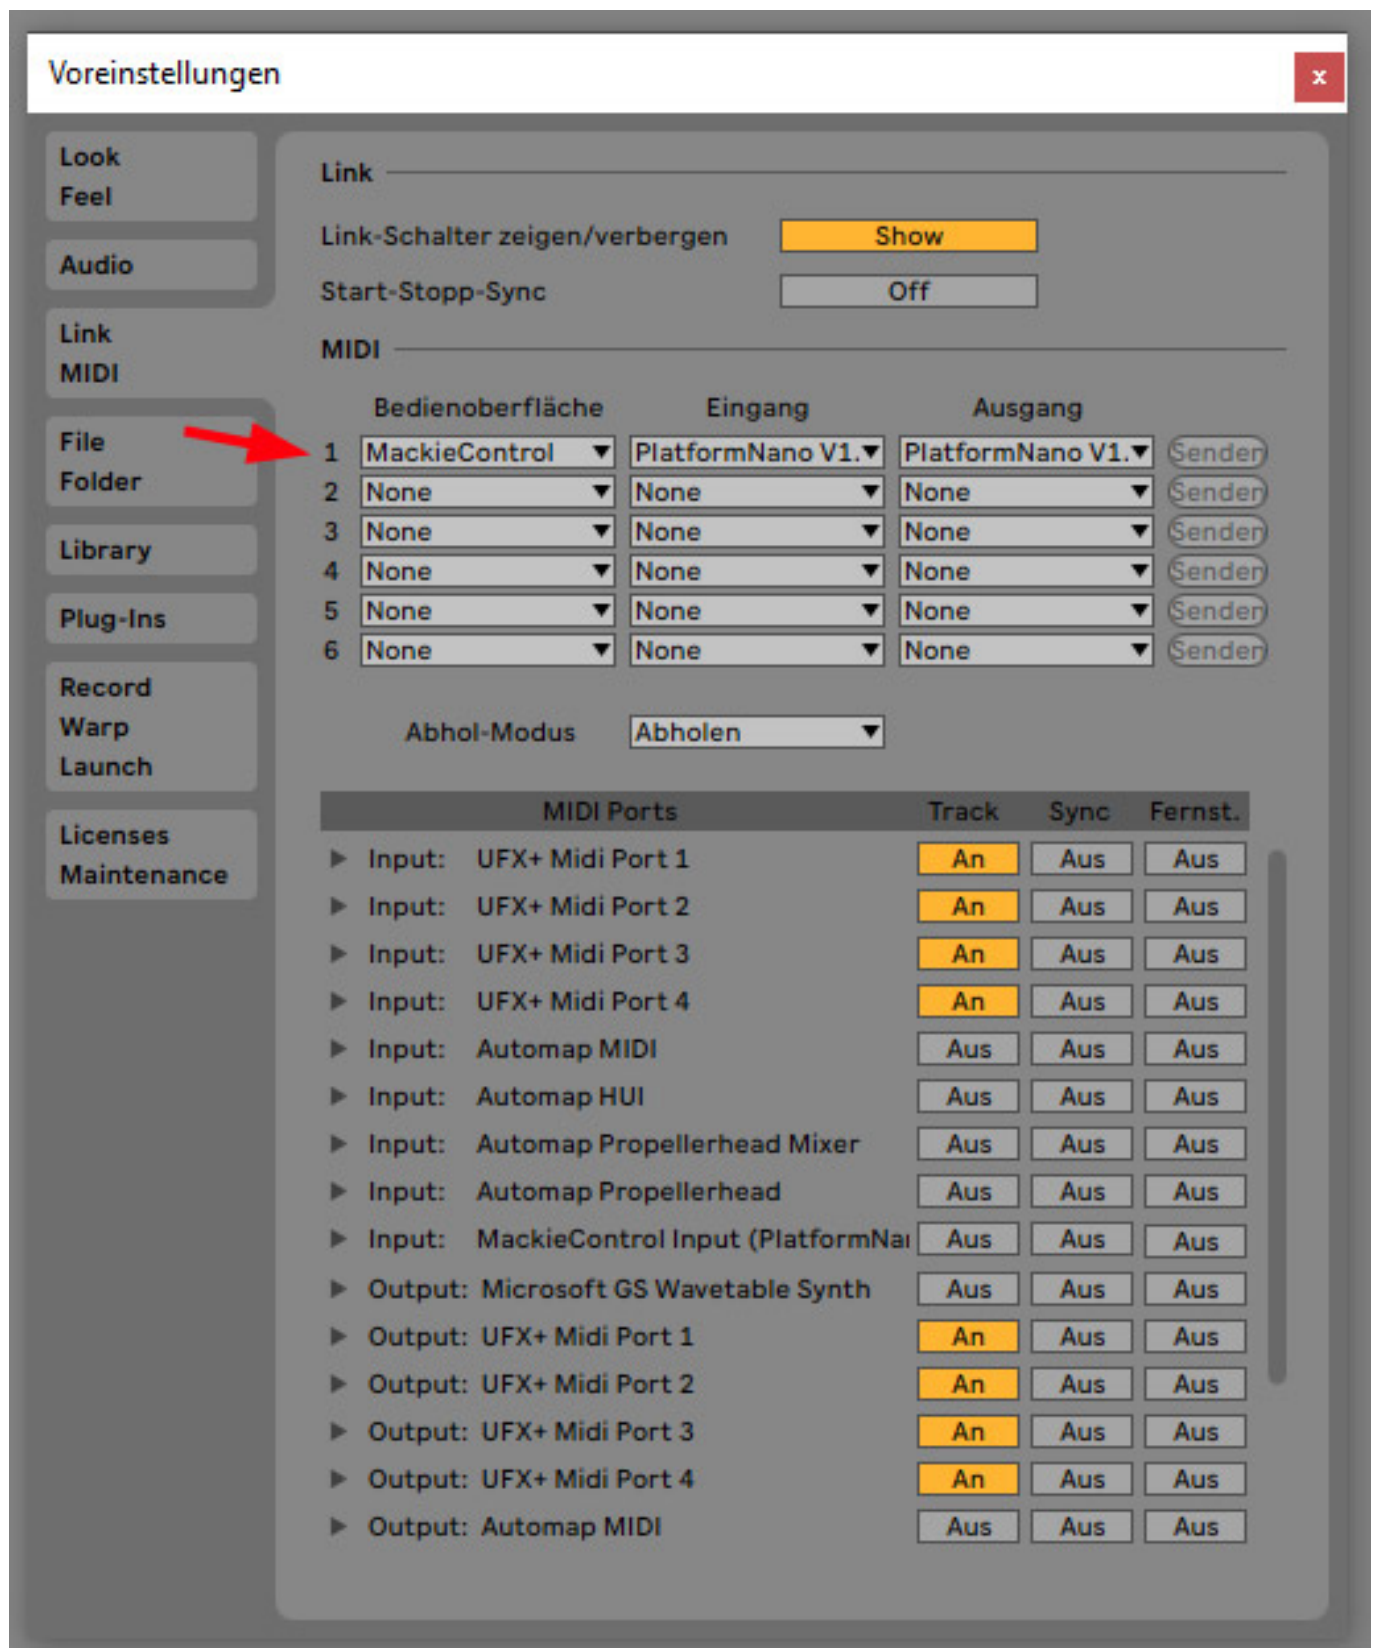 Voreinstellungen
x
Look
Feel
Audio
Link
MIDI
File
Folder
Library
Plug-Ins
Record
Warp
Launch
Licenses
Maintenance
Link
Link-Schalter zeigen/verbergen Show
Start-Stopp-Sync Off
MIDI
Bedienoberfläche Eingang Ausgang
1 MackieControl PlatformNano V1. PlatformNano V1. Senden
2 None None None Senden
3 None None None Senden
4 None None None Senden
5 None None None Senden
6 None None None Senden
Abhol-Modus Abholen
MIDI Ports Track Sync Fernst.
Input: UFX+ Midi Port 1 An Aus Aus
Input: UFX+ Midi Port 2 An Aus Aus
Input: UFX+ Midi Port 3 An Aus Aus
Input: UFX+ Midi Port 4 An Aus Aus
Input: Automap MIDI Aus Aus Aus
Input: Automap HUI Aus Aus Aus
Input: Automap Propellerhead Mixer Aus Aus Aus
Input: Automap Propellerhead Aus Aus Aus
Input: MackieControl Input (PlatformNa Aus Aus Aus
Output: Microsoft GS Wavetable Synth Aus Aus Aus
Output: UFX+ Midi Port 1 An Aus Aus
Output: UFX+ Midi Port 2 An Aus Aus
Output: UFX+ Midi Port 3 An Aus Aus
Output: UFX+ Midi Port 4 An Aus Aus
Output: Automap MIDI Aus Aus Aus